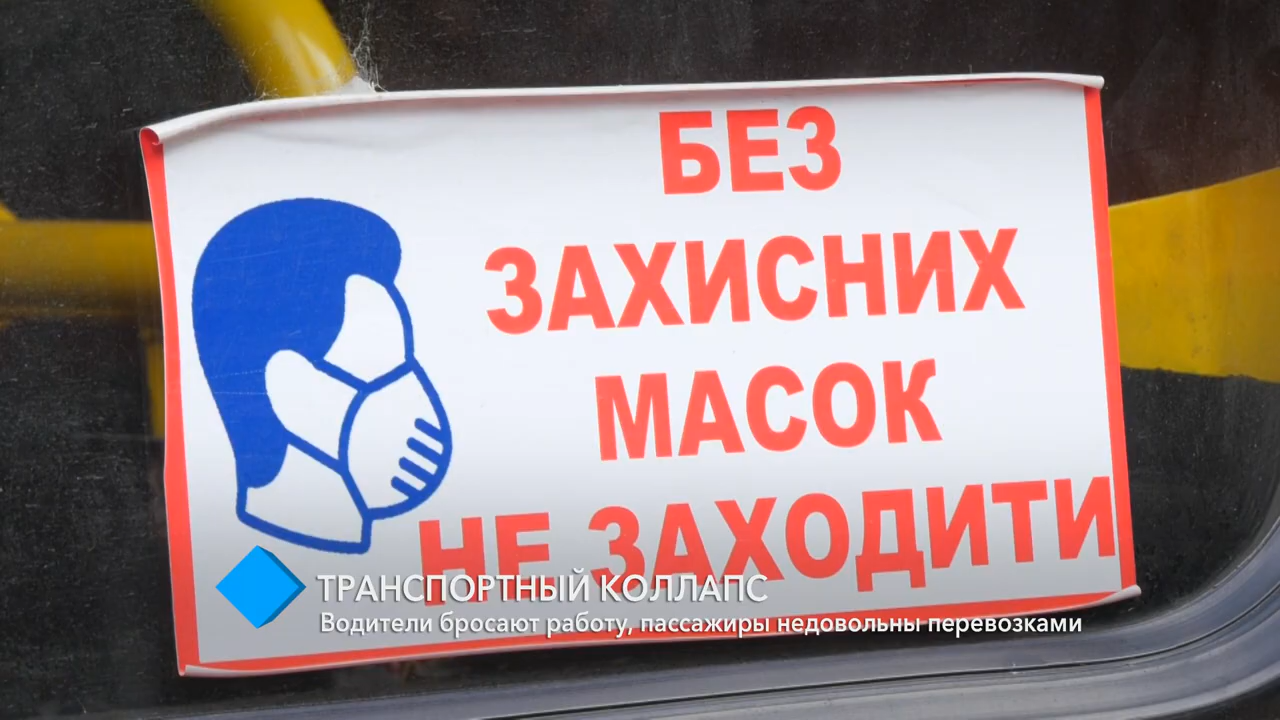 БЕЗ
ЗАХИСНИХ
МАСОК
НЕ ЗАХОДИТИ
ТРАНСПОРТНЫЙ КОЛЛАПС
Водители бросают работу, пассажиры недовольны перевозками